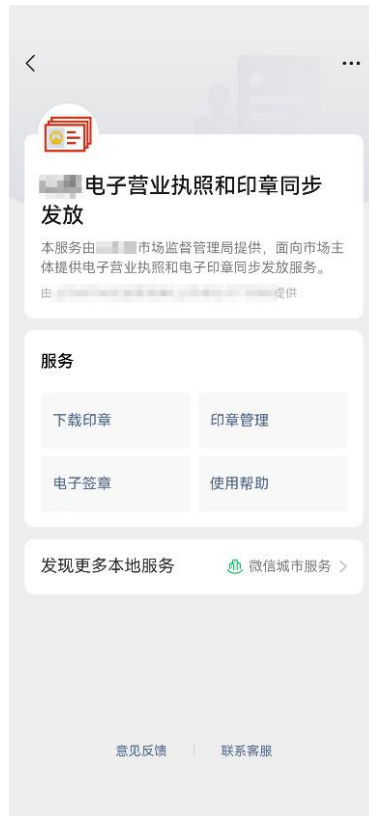 电子营业执照和印章同步
发放
本服务由 市场监督管理局提供，面向市场主
体提供电子营业执照和电子印章同步发放服务。
由 提供
服务
下载印章 印章管理
电子签章 使用帮助
发现更多本地服务 微信城市服务
意见反馈 联系客服